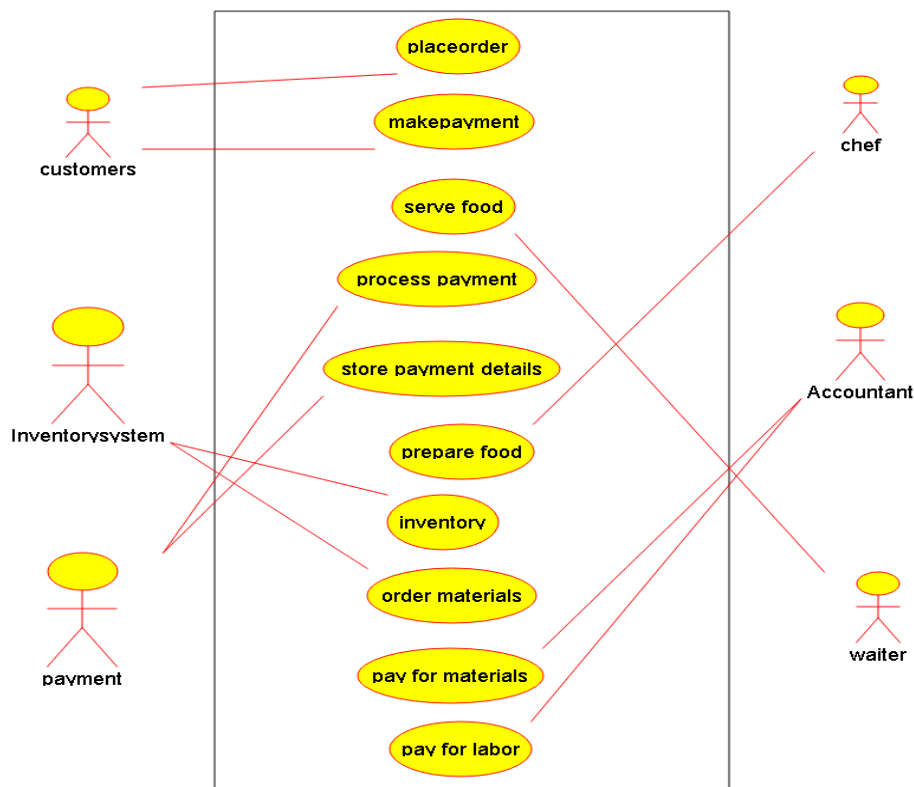 placeorder
makepayment
customers
chef
serve food
process payment
store payment details
Accountant
Inventorysystem
prepare food
inventory
order materials
waiter
payment
pay for materials
pay for labor